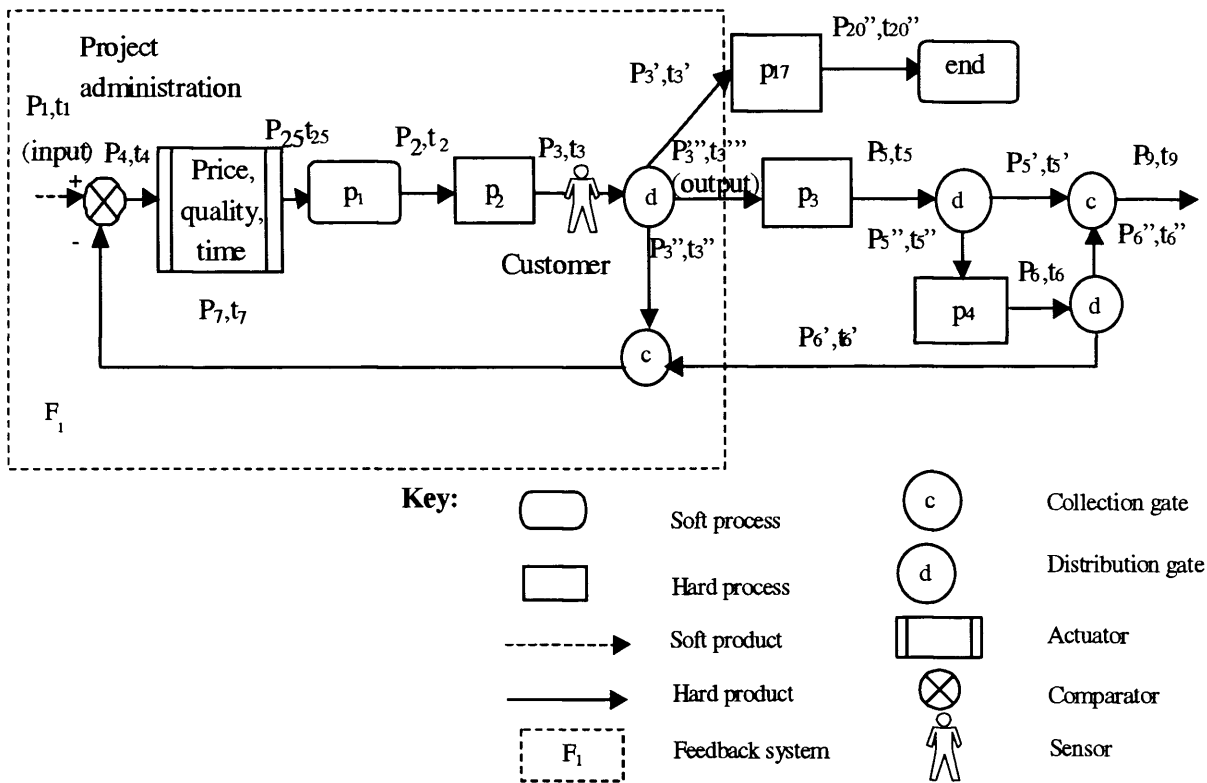 Project
administration
P₁,t₁
(input)
P₄,t₄
+
-
Price,
quality,
time
P₂₅t₂₅
p₁
P₂,t₂
p₂
P₃,t₃
Customer
d
P₃',t₃'
p₁₇
P₂₀'',t₂₀''
end
P₃''',t₃'''
(output)
p₃
P₅,t₅
d
P₅',t₅'
c
P₉,t₉
P₃'',t₃''
P₅'',t₅''
p₄
P₆,t₆
d
P₆'',t₆''
P₇,t₇
c
P₆',t₆'
F₁
Key:
Soft process
c
Collection gate
Hard process
d
Distribution gate
Soft product
Actuator
Hard product
Comparator
F₁
Feedback system
Sensor